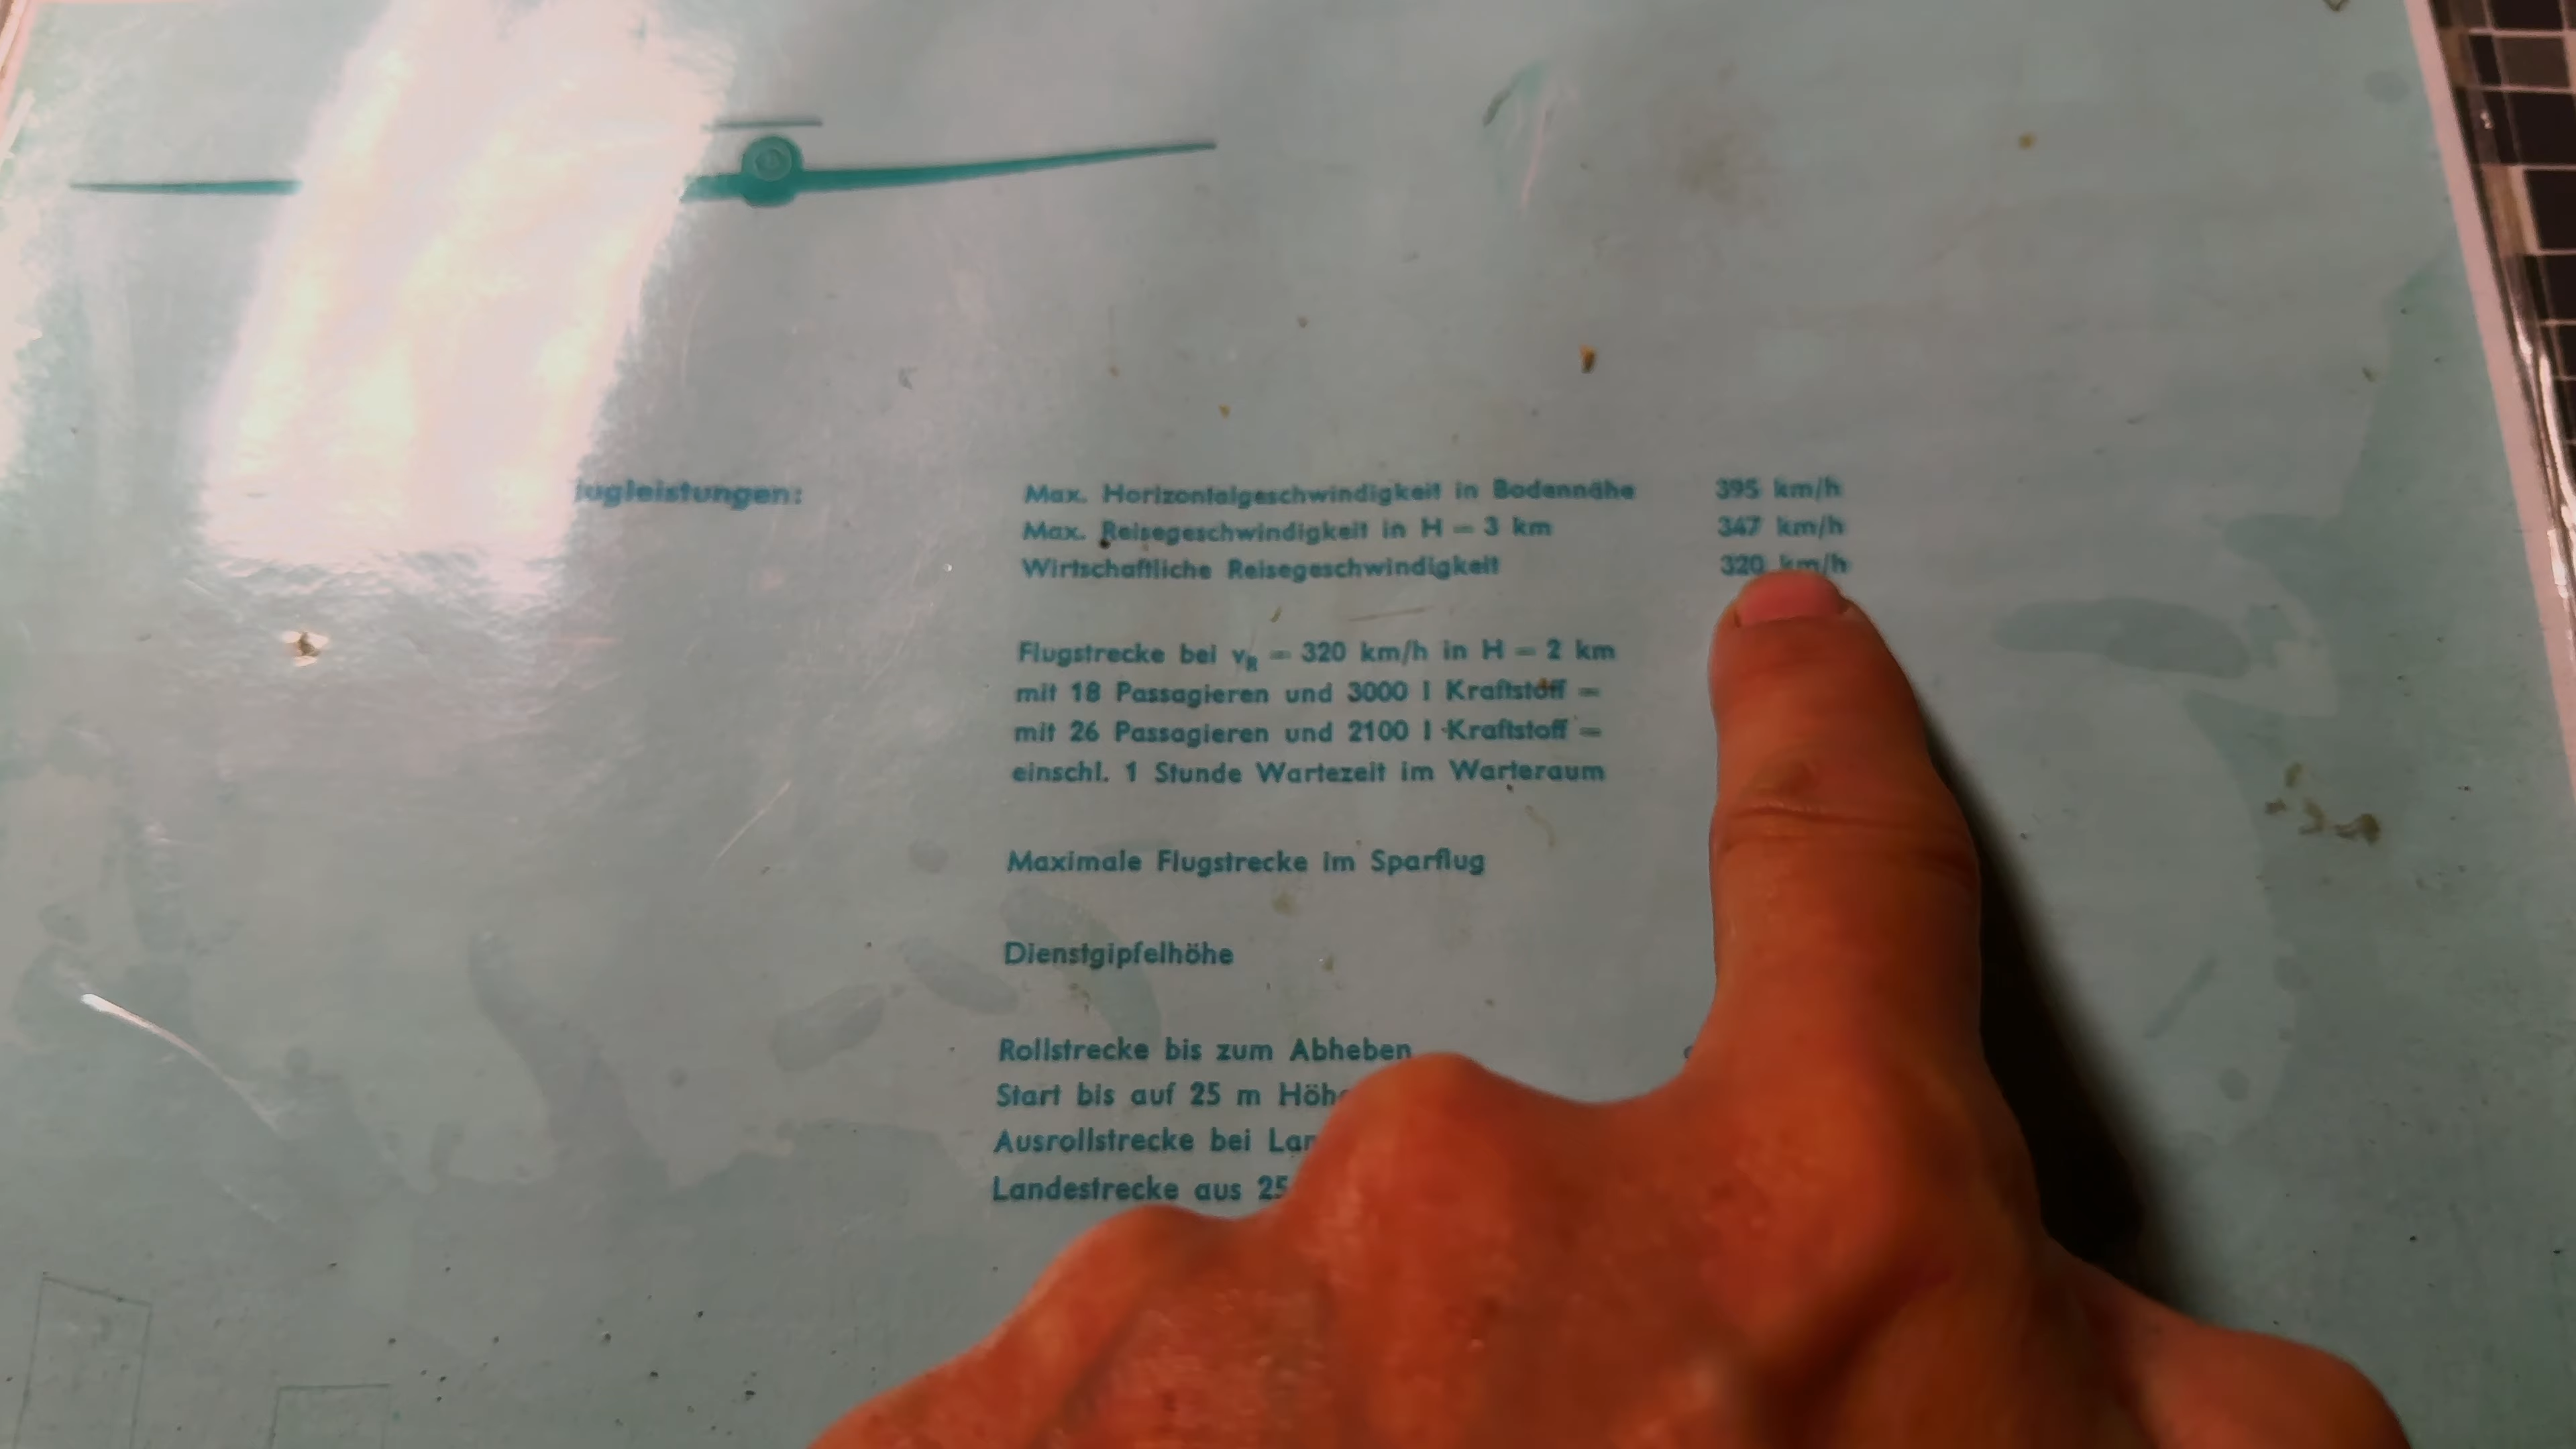 ugleistungen:
Max. Horizontalgeschwindigkeit in Bodennähe 395 km/h
Max. Reisegeschwindigkeit in H = 3 km 347 km/h
Wirtschaftliche Reisegeschwindigkeit 320 km/h
Flugstrecke bei vR = 320 km/h in H = 2 km
mit 18 Passagieren und 3000 l Kraftstoff =
mit 26 Passagieren und 2100 l Kraftstoff =
einschl. 1 Stunde Wartezeit im Warteraum
Maximale Flugstrecke im Sparflug
Dienstgipfelhöhe
Rollstrecke bis zum Abheben
Start bis auf 25 m Höh
Ausrollstrecke bei Lan
Landestrecke aus 25